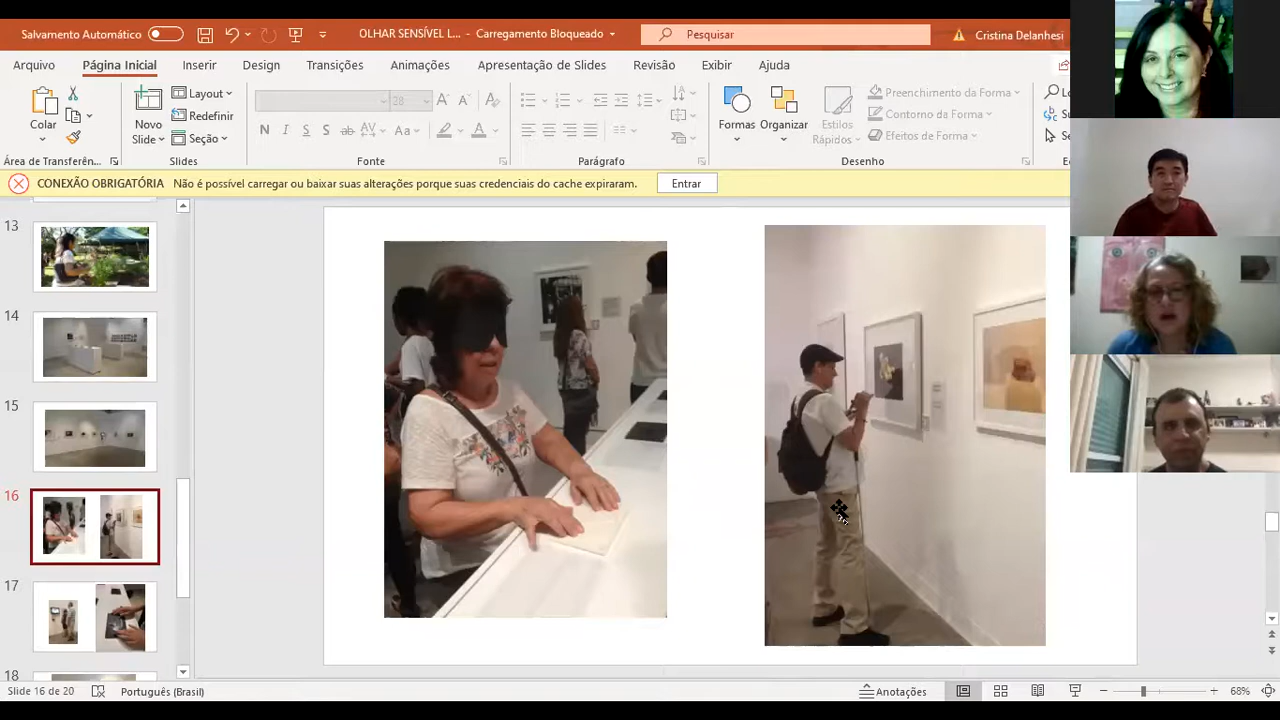 Salvamento Automático
OLHAR SENSÍVEL L... - Carregamento Bloqueado
Pesquisar
Cristina Delanhesi
Arquivo Página Inicial Inserir Design Transições Animações Apresentação de Slides Revisão Exibir Ajuda
Colar
Novo
Slide
Layout
Redefinir
Seção
28
N I S S ab AV Aa A
Formas
Organizar
Estilos
Rápidos
Preenchimento da Forma
Contorno da Forma
Efeitos de Forma
Área de Transferên...
Slides
Fonte
Parágrafo
Desenho
CONEXÃO OBRIGATÓRIA Não é possível carregar ou baixar suas alterações porque suas credenciais do cache expiraram. Entrar
13
14
15
16
17
18
Slide 16 de 20 Português (Brasil) Anotações 68%